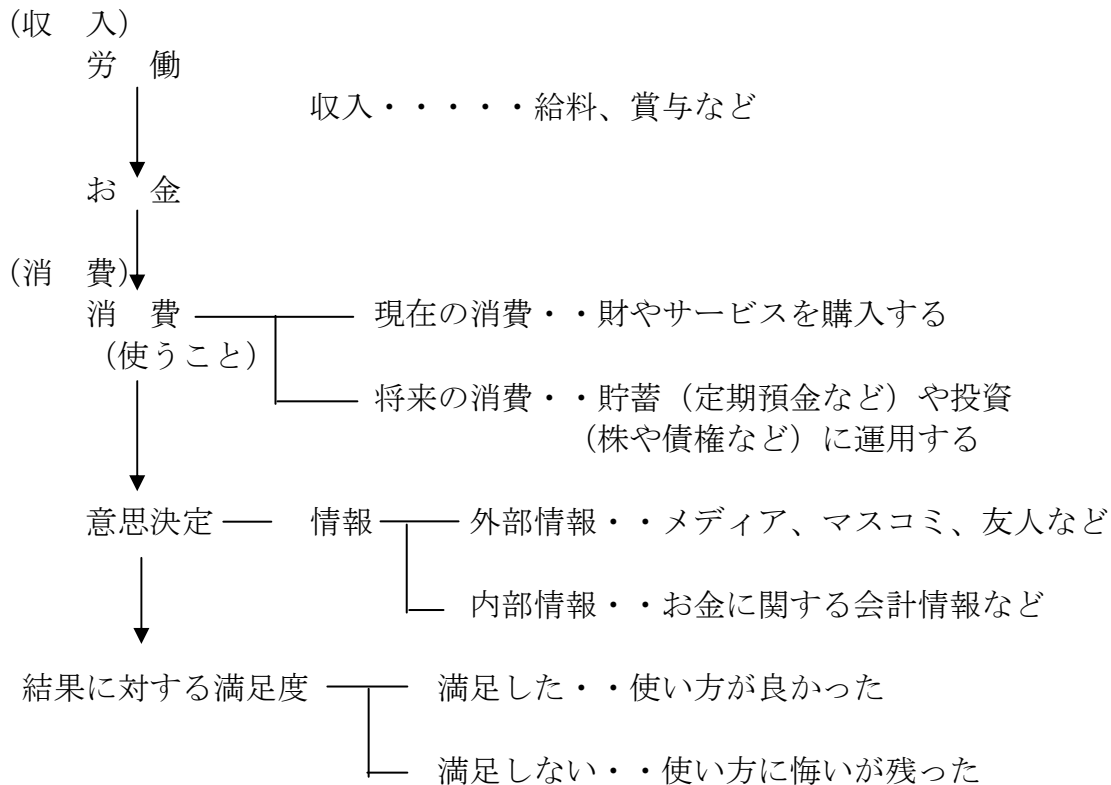 (収　入)
労　働
収入・・・・・給料、賞与など
お　金
(消　費)
消　費　現在の消費・・財やサービスを購入する
(使うこと)
将来の消費・・貯蓄（定期預金など）や投資
(株や債権など）に運用する
意思決定　情報　外部情報・・メディア、マスコミ、友人など
内部情報・・お金に関する会計情報など
結果に対する満足度　満足した・・使い方が良かった
満足しない・・使い方に悔いが残った